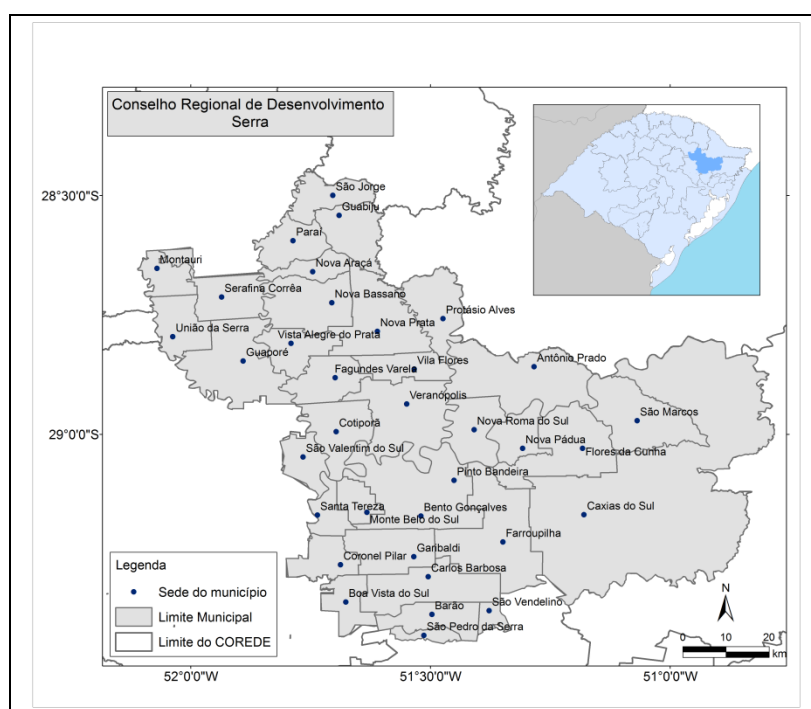 Conselho Regional de Desenvolvimento
Serra
28°30'0"S
São Jorge
Guabiju
Paraí
Montauri
Nova Araçá
Serafina Corrêa
Nova Bassano
Protásio Alves
União da Serra
Vista Alegre do Prata
Nova Prata
Guaporé
Vila Flores
Antônio Prado
Fagundes Varela
Veranópolis
São Marcos
29°0'0"S
Cotiporã
Nova Roma do Sul
Nova Pádua
Flores da Cunha
São Valentim do Sul
Pinto Bandeira
Santa Tereza
Monte Belo do Sul
Bento Gonçalves
Caxias do Sul
Farroupilha
Coronel Pilar
Garibaldi
Carlos Barbosa
Boa Vista do Sul
Barão
São Vendelino
São Pedro da Serra
Legenda
Sede do município
Limite Municipal
Limite do COREDE
N
0 10 20
km
52°0'0"W
51°30'0"W
51°0'0"W